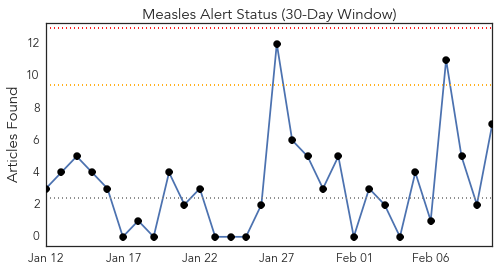 Measles Alert Status (30-Day Window)
Articles Found
12
10
8
6
4
2
0
Jan 12 Jan 17 Jan 22 Jan 27 Feb 01 Feb 06